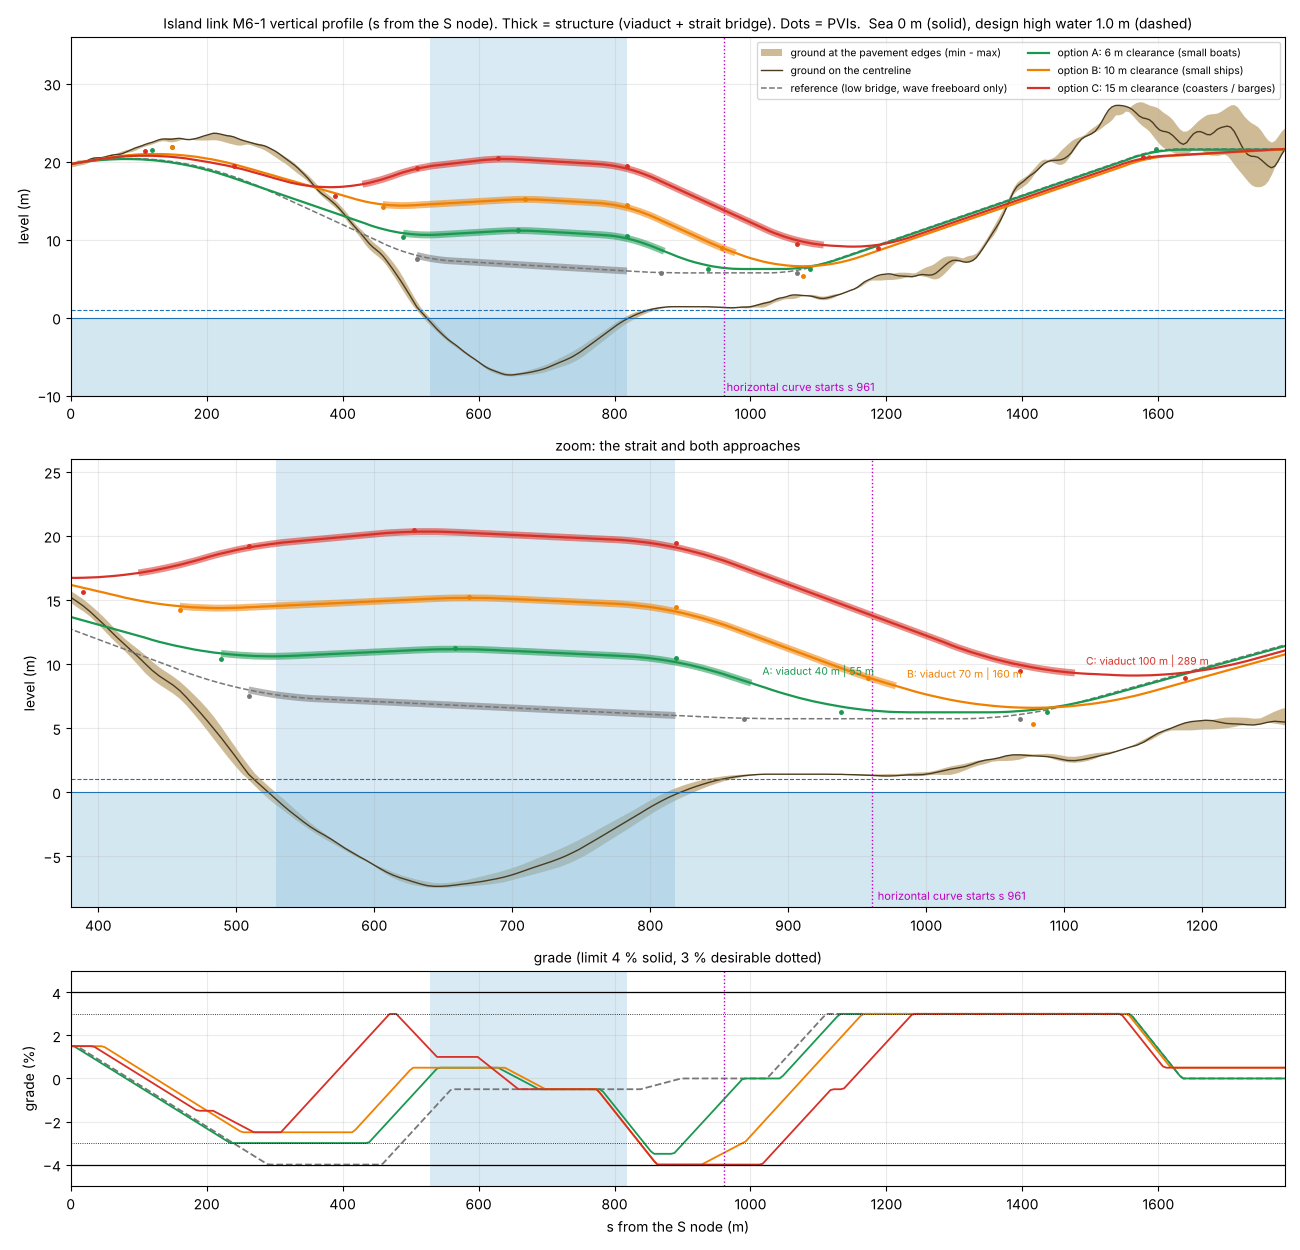 Island link M6-1 vertical profile (s from the S node). Thick = structure (viaduct + strait bridge). Dots = PVIs.  Sea 0 m (solid), design high water 1.0 m (dashed)
ground at the pavement edges (min - max)
ground on the centreline
reference (low bridge, wave freeboard only)
option A: 6 m clearance (small boats)
option B: 10 m clearance (small ships)
option C: 15 m clearance (coasters / barges)
level (m)
30
20
10
0
−10
horizontal curve starts s 961
0 200 400 600 800 1000 1200 1400 1600
zoom: the strait and both approaches
level (m)
25
20
15
10
5
0
−5
A: viaduct 40 m | 55 m
B: viaduct 70 m | 160 m
C: viaduct 100 m | 289 m
horizontal curve starts s 961
400 500 600 700 800 900 1000 1100 1200
grade (limit 4 % solid, 3 % desirable dotted)
grade (%)
4
2
0
−2
−4
0 200 400 600 800 1000 1200 1400 1600
s from the S node (m)